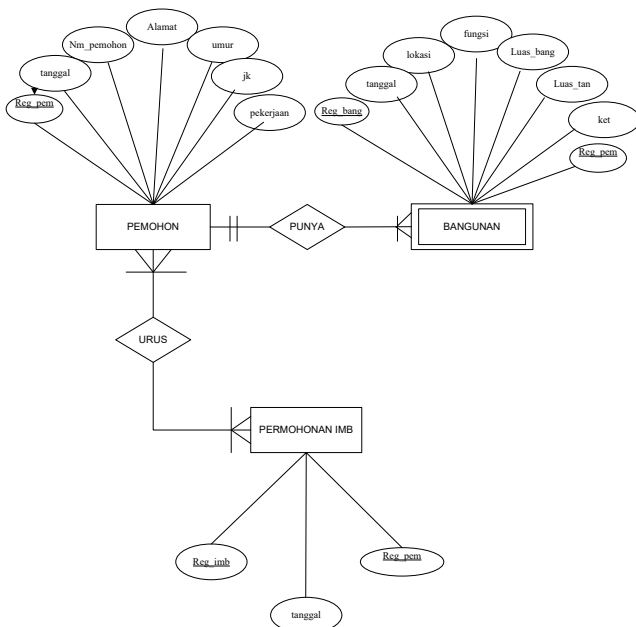 Alamat
Nm_pemohon
umur
tanggal
jk
Reg_pem
pekerjaan
fungsi
lokasi
Luas_bang
tanggal
Luas_tan
Reg_bang
ket
Reg_pem
PEMOHON
PUNYA
BANGUNAN
URUS
PERMOHONAN IMB
Reg_imb
Reg_pem
tanggal